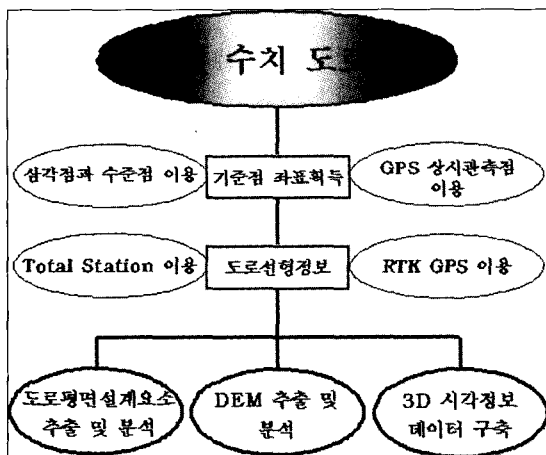 수치 도
삼각점과 수준점 이용
기준점 좌표획득
GPS 상시관측점
이용
Total Station 이용
도로선형정보
RTK GPS 이용
도로평면설계요소
추출 및 분석
DEM 추출 및
분석
3D 시각정보
데이터 구축